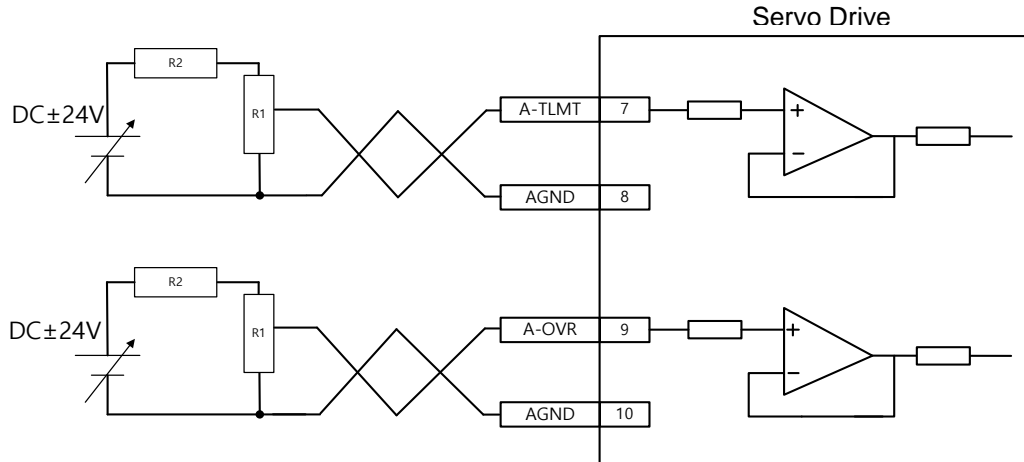 Servo Drive
R2
DC±24V
R1
A-TLMT 7
AGND 8
R2
DC±24V
R1
A-OVR 9
AGND 10